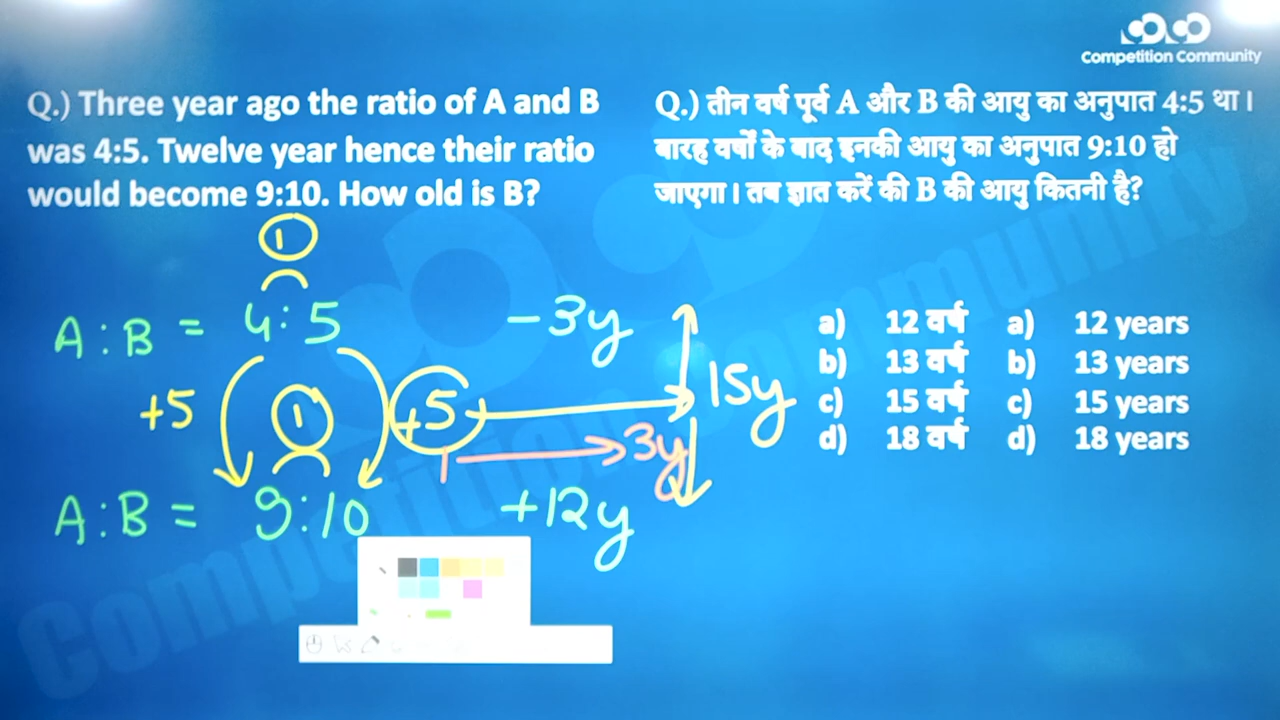 Competition Community
Q.) Three year ago the ratio of A and B
was 4:5. Twelve year hence their ratio
would become 9:10. How old is B?
Q.) तीन वर्ष पूर्व A और B की आयु का अनुपात 4:5 था।
बारह वर्षों के बाद इनकी आयु का अनुपात 9:10 हो
जाएगा। तब ज्ञात करें की B की आयु कितनी है?
1
A:B = 4:5
-3y
+5
1
+5
15y
3y
A:B = 9:10
+12y
a) 12 वर्ष a) 12 years
b) 13 वर्ष b) 13 years
c) 15 वर्ष c) 15 years
d) 18 वर्ष d) 18 years
Competition Community